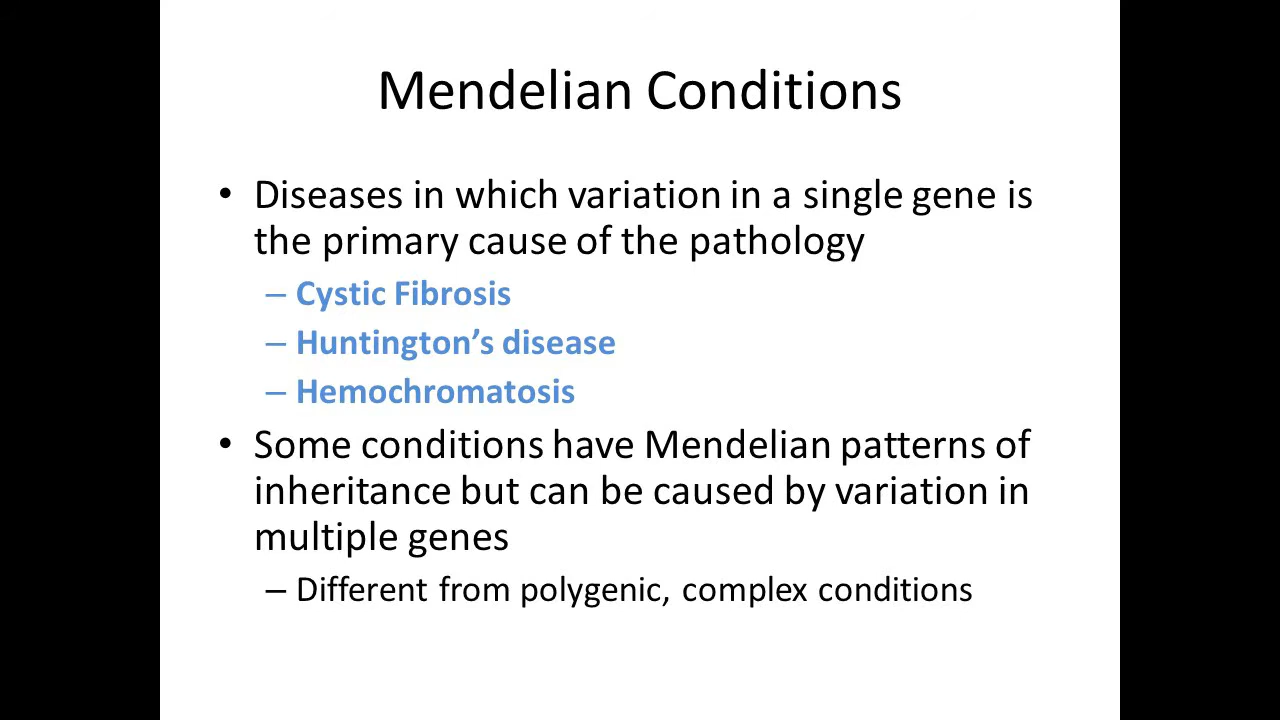 Mendelian Conditions
• Diseases in which variation in a single gene is
the primary cause of the pathology
– Cystic Fibrosis
– Huntington’s disease
– Hemochromatosis
• Some conditions have Mendelian patterns of
inheritance but can be caused by variation in
multiple genes
– Different from polygenic, complex conditions